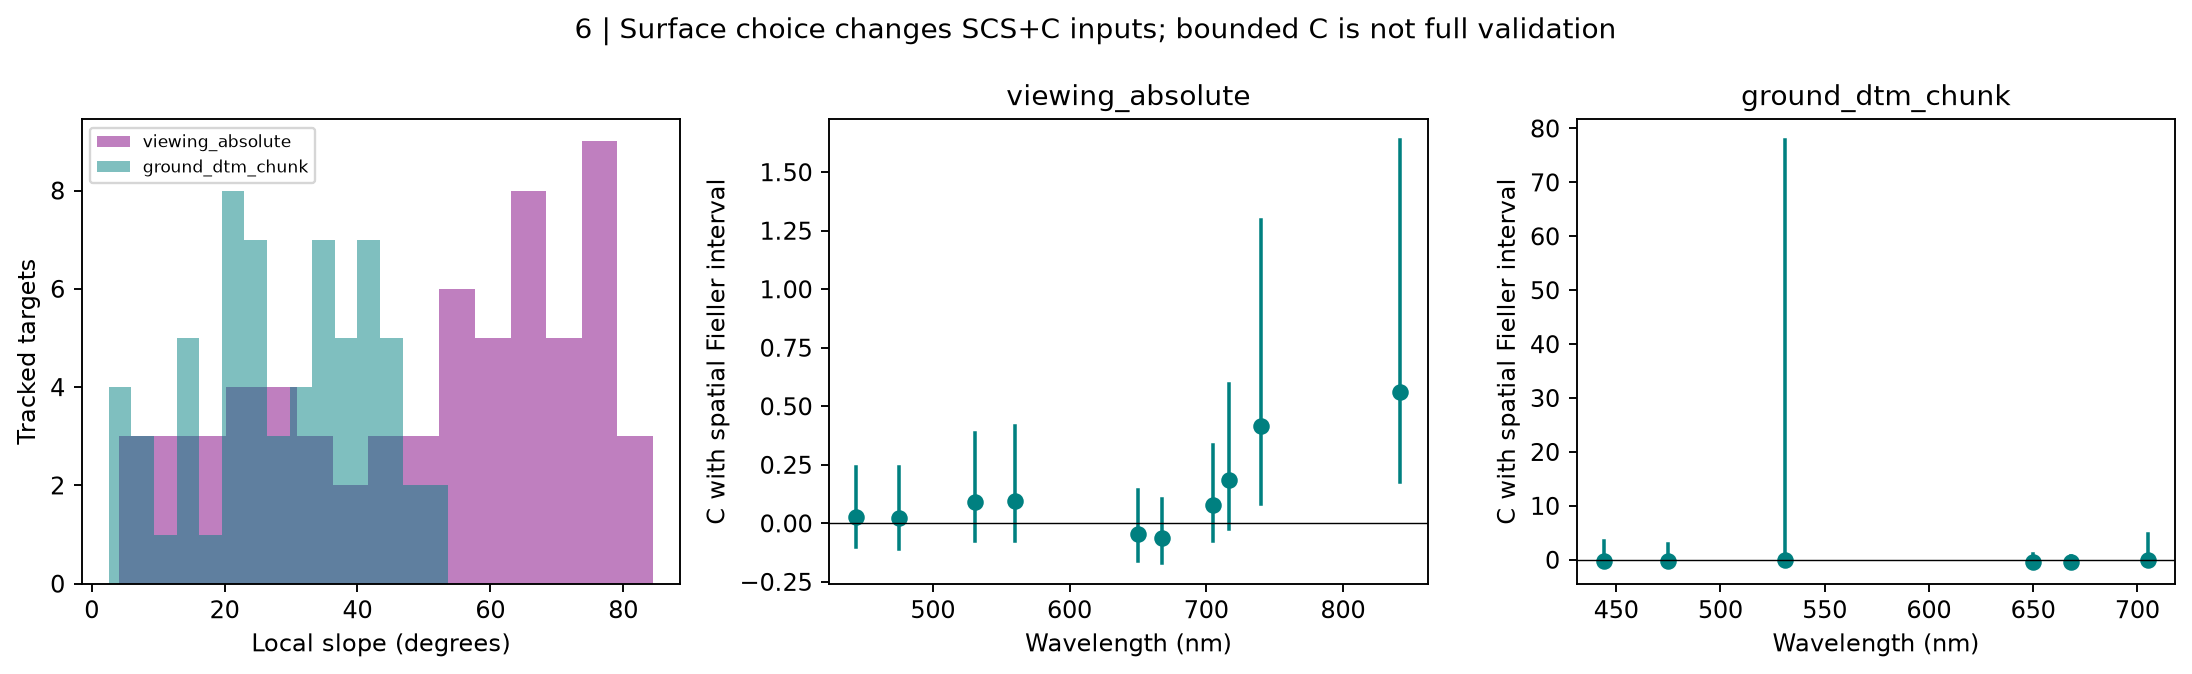 6 | Surface choice changes SCS+C inputs; bounded C is not full validation
viewing_absolute
ground_dtm_chunk
8
6
4
2
0
Tracked targets
0 20 40 60 80
Local slope (degrees)
viewing_absolute
1.50
1.25
1.00
0.75
0.50
0.25
0.00
−0.25
C with spatial Fieller interval
500 600 700 800
Wavelength (nm)
ground_dtm_chunk
80
70
60
50
40
30
20
10
0
C with spatial Fieller interval
450 500 550 600 650 700
Wavelength (nm)